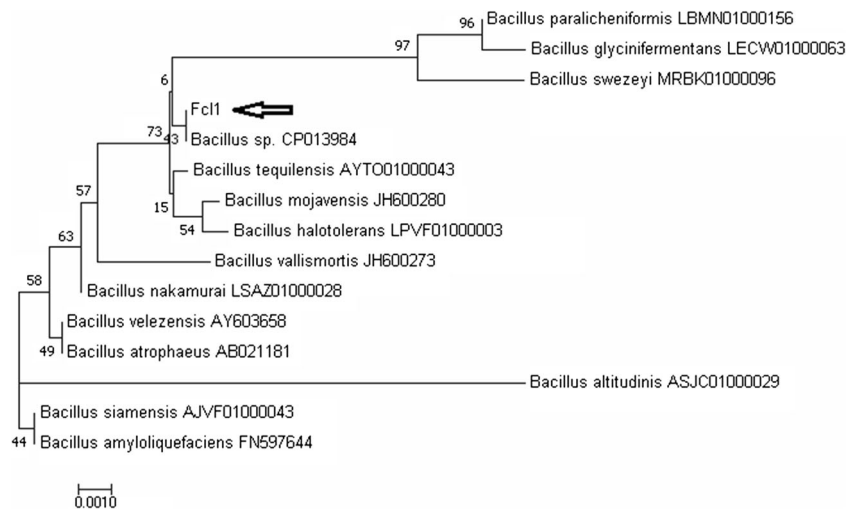 Bacillus paralicheniformis LBMN01000156
96
97
Bacillus glycinifermentans LECW01000063
Bacillus swezeyi MRBK01000096
6
Fcl1
73
43
Bacillus sp. CP013984
Bacillus tequilensis AYTO01000043
57
Bacillus mojavensis JH600280
15
54
Bacillus halotolerans LPVF01000003
63
Bacillus vallismortis JH600273
58
Bacillus nakamurai LSAZ01000028
Bacillus velezensis AY603658
49
Bacillus atrophaeus AB021181
Bacillus altitudinis ASJC01000029
Bacillus siamensis AJVF01000043
44
Bacillus amyloliquefaciens FN597644
0.0010